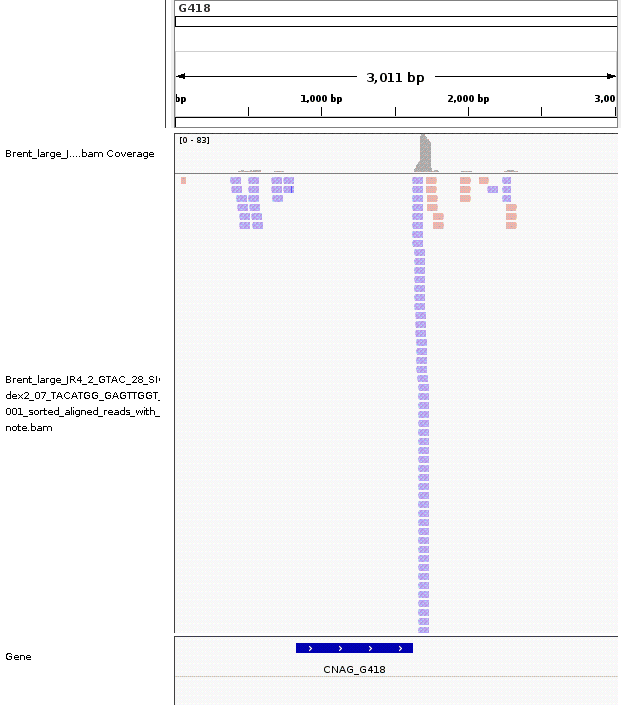 G418
3,011 bp
bp 1,000 bp 2,000 bp 3,00
[0 - 83]
Brent_large_J....bam Coverage
Brent_large_JR4_2_GTAC_28_SI
dex2_07_TACATGG_GAGTTGGT_
001_sorted_aligned_reads_with_
note.bam
Gene
CNAG_G418